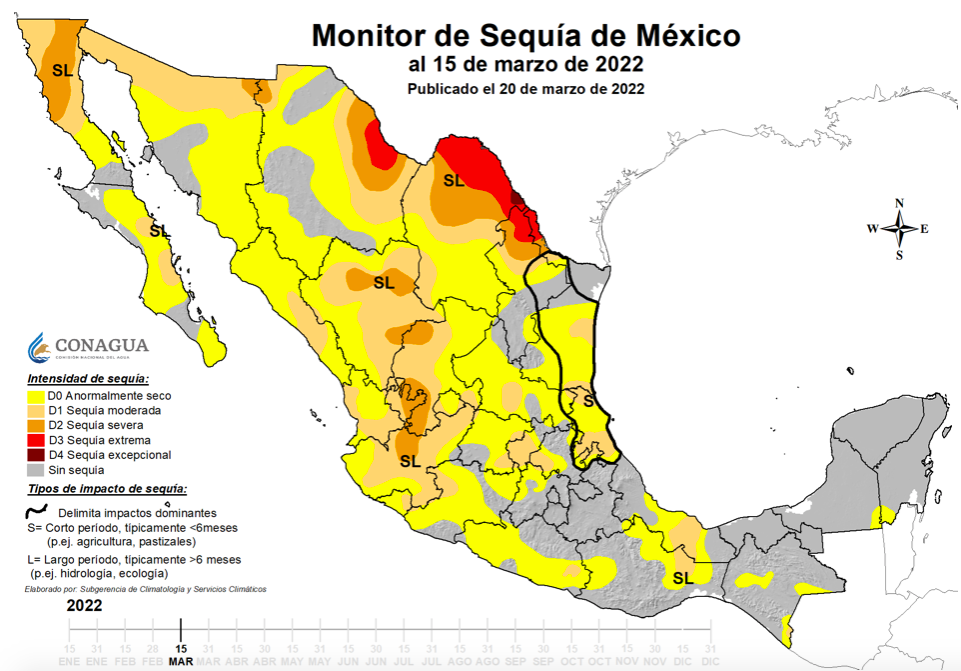 Monitor de Sequía de México
al 15 de marzo de 2022
Publicado el 20 de marzo de 2022
SL
SL
SL
SL
S
SL
SL
N
W
E
S
CONAGUA
COMISIÓN NACIONAL DEL AGUA
Intensidad de sequía:
D0 Anormalmente seco
D1 Sequía moderada
D2 Sequía severa
D3 Sequía extrema
D4 Sequía excepcional
Sin sequía
Tipos de impacto de sequía:
Delimita impactos dominantes
S= Corto período, típicamente <6meses
(p.ej. agricultura, pastizales)
L= Largo período, típicamente >6 meses
(p.ej. hidrología, ecología)
Elaborado por: Subgerencia de Climatología y Servicios Climáticos
2022
15 31 15 28 15 31 15 30 15 31 15 30 15 31 15 31 15 30 15 31 15 30 15 31
ENE ENE FEB FEB MAR MAR ABR ABR MAY MAY JUN JUN JUL JUL AGO AGO SEP SEP OCT OCT NOV NOV DIC DIC